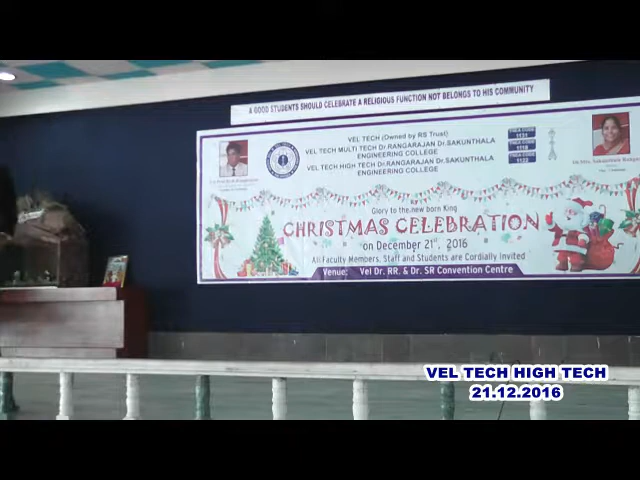 A GOOD STUDENTS SHOULD CELEBRATE A RELIGIOUS FUNCTION NOT BELONGS TO HIS COMMUNITY
VEL TECH (Owned by RS Trust)
VEL TECH MULTI TECH Dr.RANGARAJAN Dr.SAKUNTHALA
ENGINEERING COLLEGE
VEL TECH HIGH TECH Dr.RANGARAJAN Dr.SAKUNTHALA
ENGINEERING COLLEGE
Glory to the new born King
CHRISTMAS CELEBRATION
on December 21st, 2016
All Faculty Members, Staff and Students are Cordially Invited
Venue: Vel Dr. RR. & Dr. SR Convention Centre
VEL TECH HIGH TECH
21.12.2016